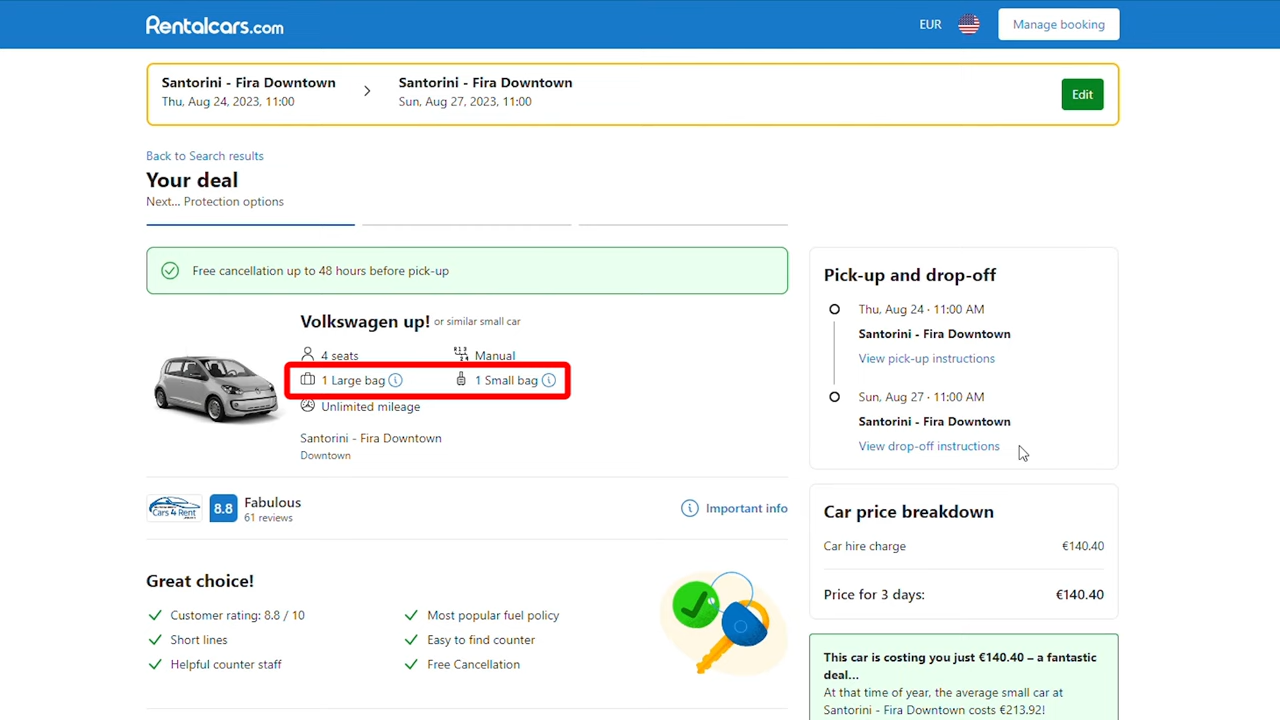 Rentalcars.com
EUR
Manage booking
Santorini - Fira Downtown
Thu, Aug 24, 2023, 11:00
Santorini - Fira Downtown
Sun, Aug 27, 2023, 11:00
Edit
Back to Search results
Your deal
Next... Protection options
Free cancellation up to 48 hours before pick-up
Volkswagen up! or similar small car
4 seats
Manual
1 Large bag
1 Small bag
Unlimited mileage
Santorini - Fira Downtown
Downtown
Cars 4 Rent
8.8
Fabulous
61 reviews
Important info
Great choice!
Customer rating: 8.8 / 10
Most popular fuel policy
Short lines
Easy to find counter
Helpful counter staff
Free Cancellation
Pick-up and drop-off
Thu, Aug 24 · 11:00 AM
Santorini - Fira Downtown
View pick-up instructions
Sun, Aug 27 · 11:00 AM
Santorini - Fira Downtown
View drop-off instructions
Car price breakdown
Car hire charge €140.40
Price for 3 days: €140.40
This car is costing you just €140.40 – a fantastic
deal...
At that time of year, the average small car at
Santorini - Fira Downtown costs €213.92!